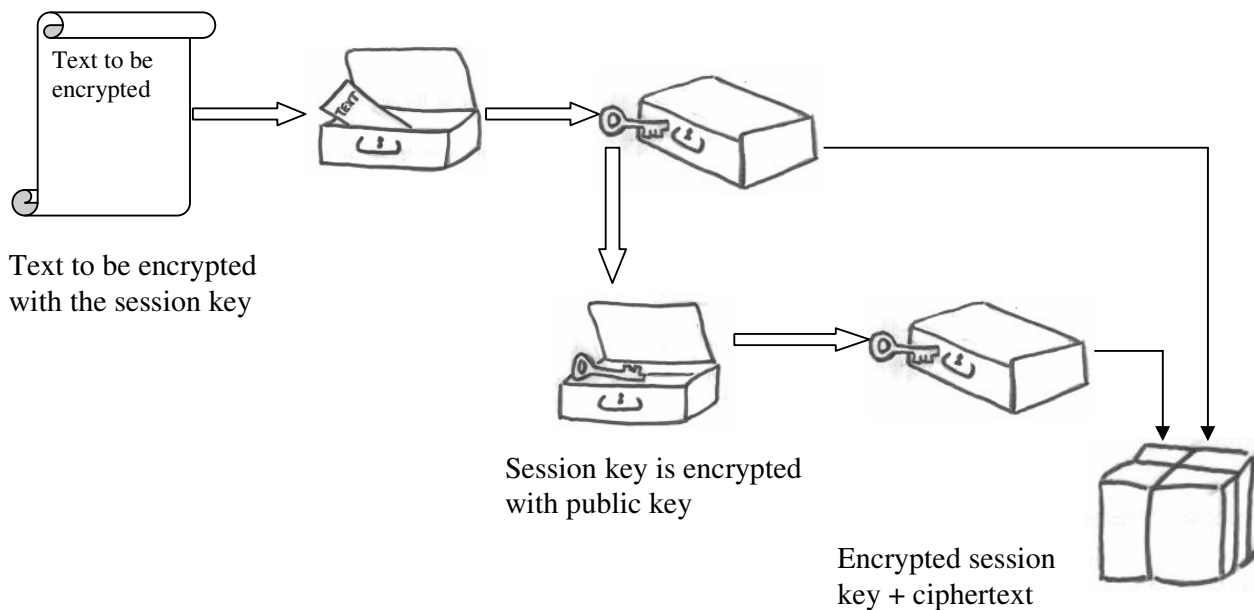 Text to be
encrypted
TEXT
Text to be encrypted
with the session key
Session key is encrypted
with public key
Encrypted session
key + ciphertext